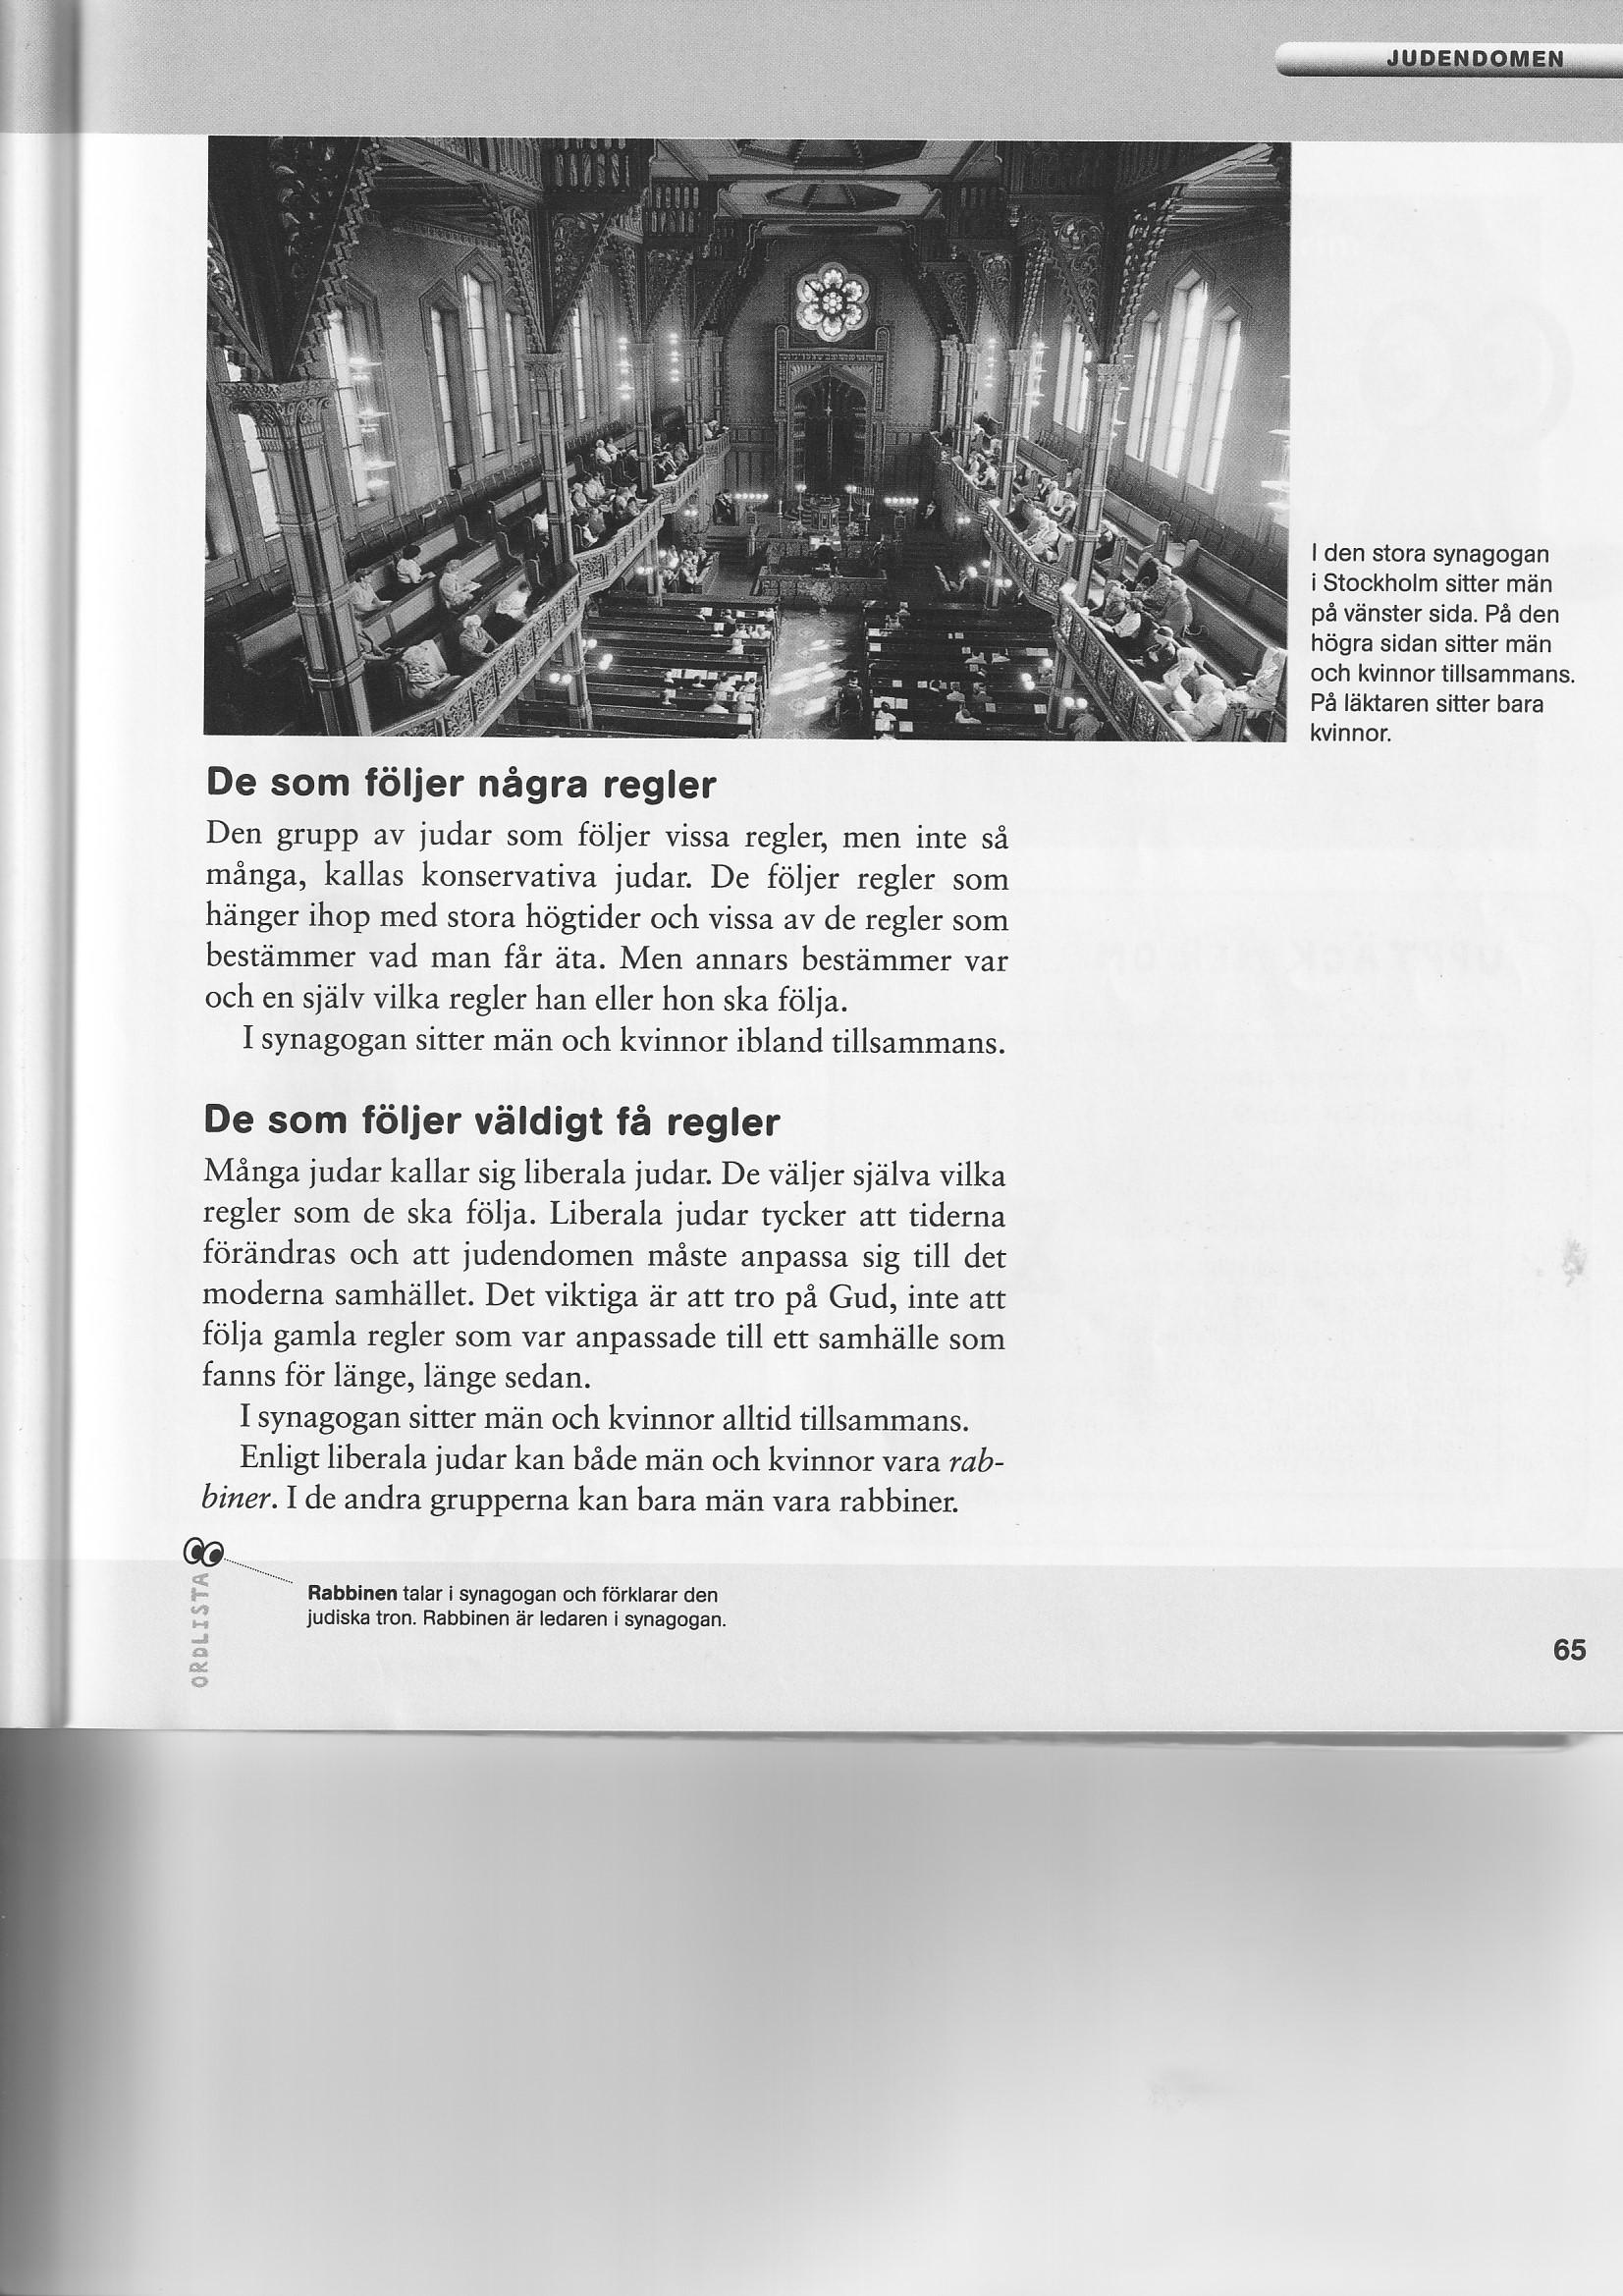 JUDENDOMEN
I den stora synagogan
i Stockholm sitter män
på vänster sida. På den
högra sidan sitter män
och kvinnor tillsammans.
På läktaren sitter bara
kvinnor.
De som följer några regler
Den grupp av judar som följer vissa regler, men inte så
många, kallas konservativa judar. De följer regler som
hänger ihop med stora högtider och vissa av de regler som
bestämmer vad man får äta. Men annars bestämmer var
och en själv vilka regler han eller hon ska följa.
I synagogan sitter män och kvinnor ibland tillsammans.
De som följer väldigt få regler
Många judar kallar sig liberala judar. De väljer själva vilka
regler som de ska följa. Liberala judar tycker att tiderna
förändras och att judendomen måste anpassa sig till det
moderna samhället. Det viktiga är att tro på Gud, inte att
följa gamla regler som var anpassade till ett samhälle som
fanns för länge, länge sedan.
I synagogan sitter män och kvinnor alltid tillsammans.
Enligt liberala judar kan både män och kvinnor vara rab-
biner. I de andra grupperna kan bara män vara rabbiner.
ORDLISTA
Rabbinen talar i synagogan och förklarar den
judiska tron. Rabbinen är ledaren i synagogan.
65